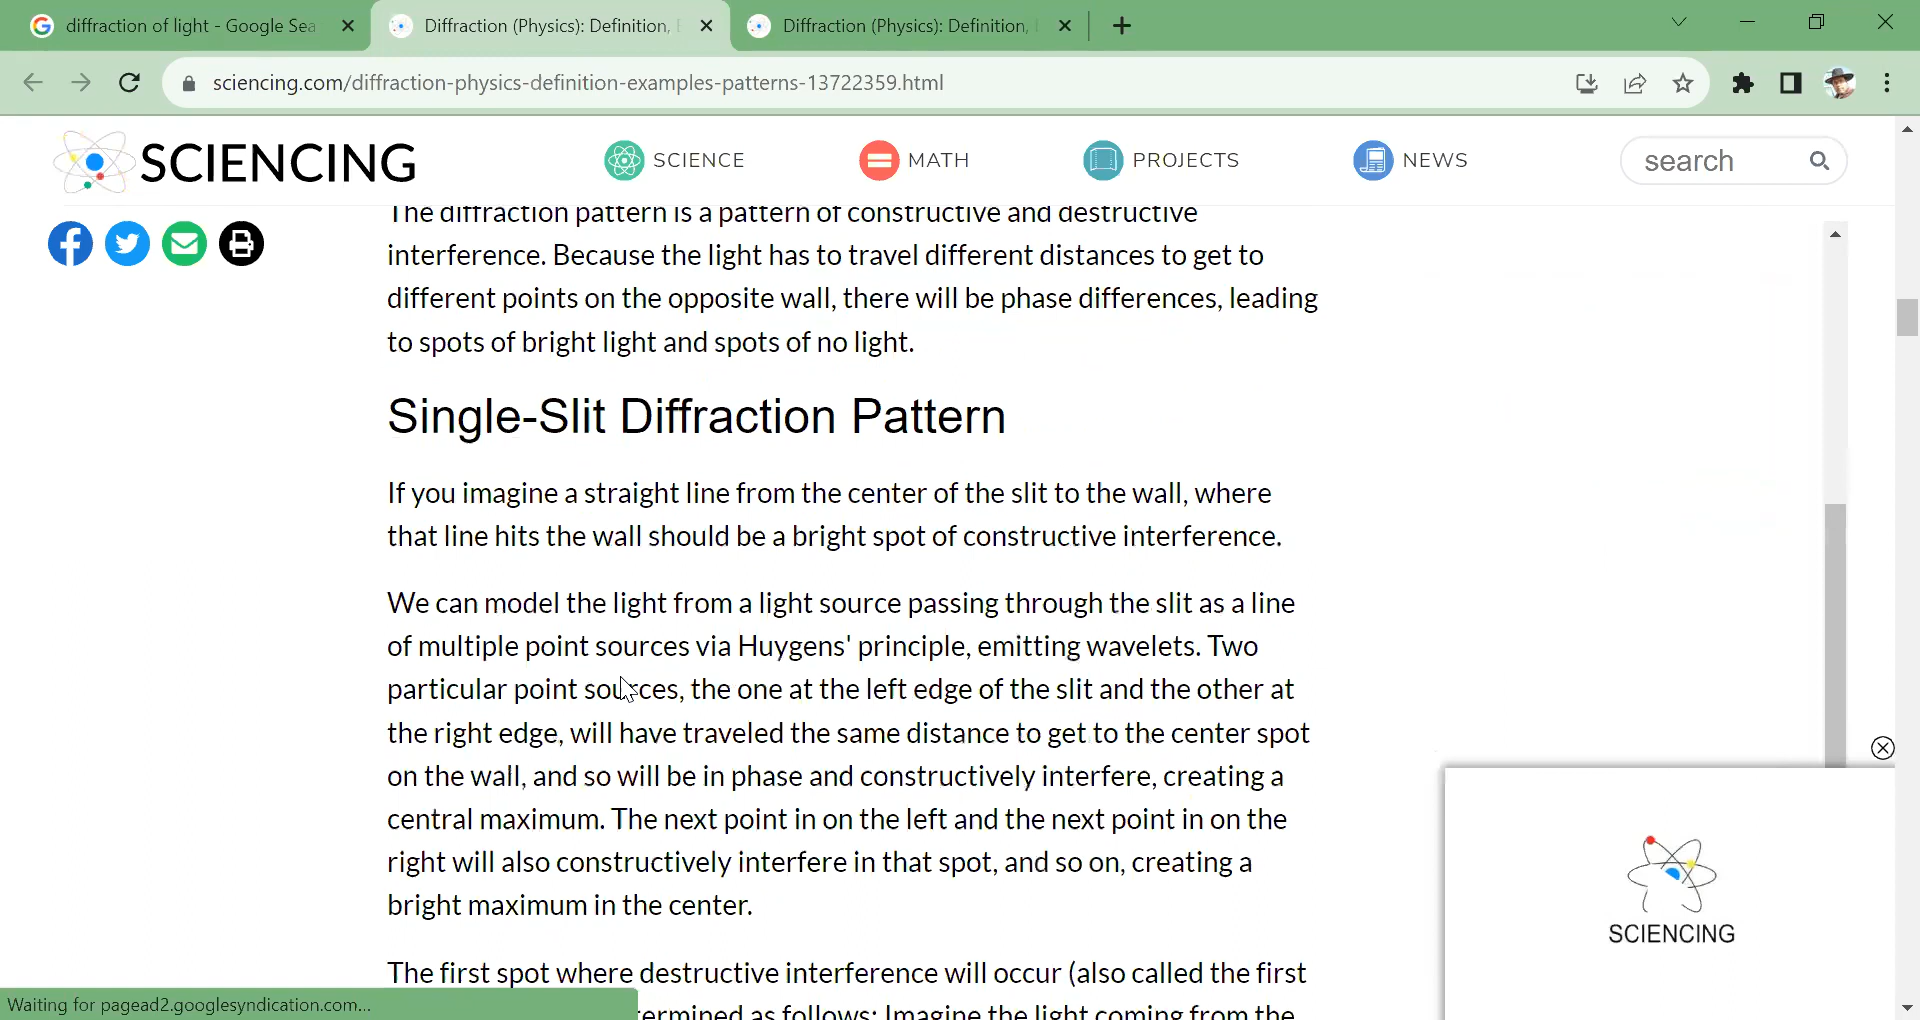 diffraction of light - Google Sea
Diffraction (Physics): Definition,
Diffraction (Physics): Definition,
sciencing.com/diffraction-physics-definition-examples-patterns-13722359.html
SCIENCING
SCIENCE
MATH
PROJECTS
NEWS
search
The diffraction pattern is a pattern of constructive and destructive
interference. Because the light has to travel different distances to get to
different points on the opposite wall, there will be phase differences, leading
to spots of bright light and spots of no light.
Single-Slit Diffraction Pattern
If you imagine a straight line from the center of the slit to the wall, where
that line hits the wall should be a bright spot of constructive interference.
We can model the light from a light source passing through the slit as a line
of multiple point sources via Huygens' principle, emitting wavelets. Two
particular point sources, the one at the left edge of the slit and the other at
the right edge, will have traveled the same distance to get to the center spot
on the wall, and so will be in phase and constructively interfere, creating a
central maximum. The next point in on the left and the next point in on the
right will also constructively interfere in that spot, and so on, creating a
bright maximum in the center.
The first spot where destructive interference will occur (also called the first
ermined as follows: Imagine the light coming from the
SCIENCING
Waiting for pagead2.googlesyndication.com...